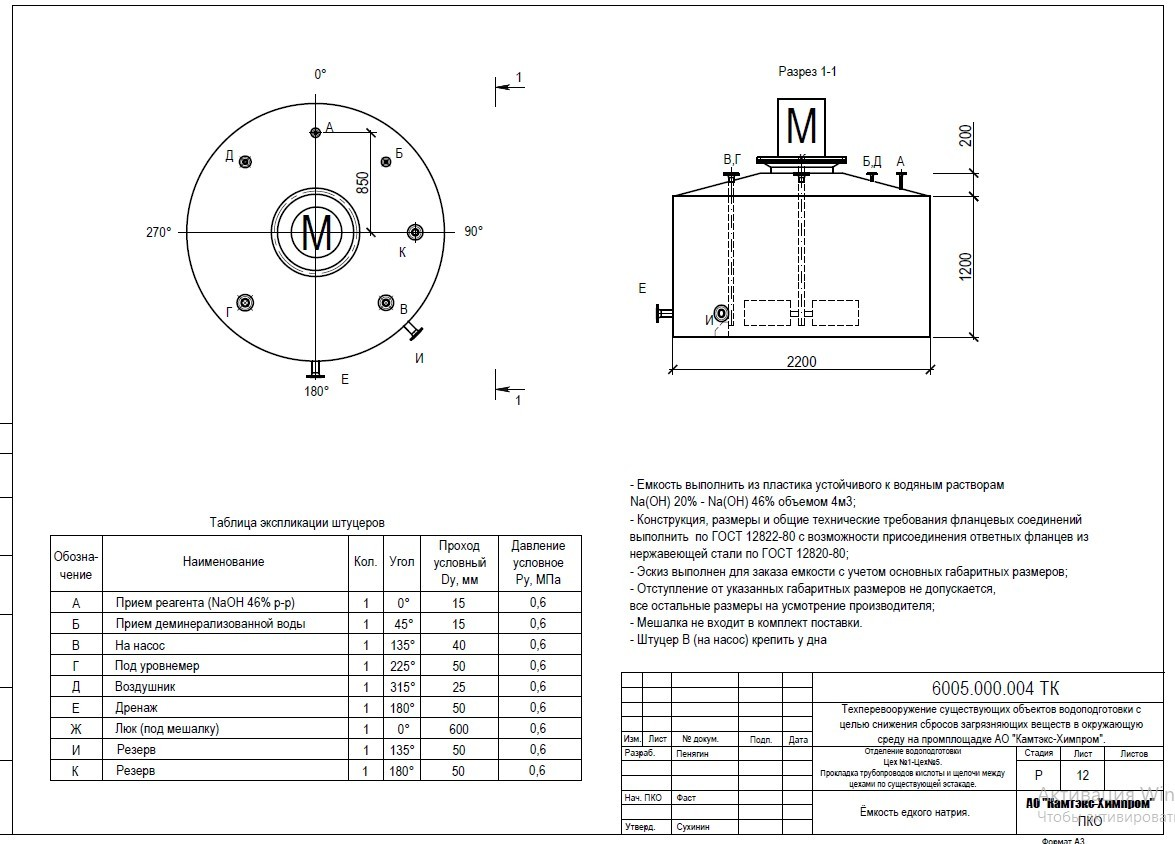 0°
1
А
Д
Б
850
М
270°
90°
К
Г
В
И
Е
180°
1
Разрез 1-1
М
В,Г
Б,Д
А
200
1200
Е
И
2200
- Емкость выполнить из пластика устойчивого к водяным растворам
Na(OH) 20% - Na(OH) 46% объемом 4м3;
- Конструкция, размеры и общие технические требования фланцевых соединений
выполнить по ГОСТ 12822-80 с возможности присоединения ответных фланцев из
нержавеющей стали по ГОСТ 12820-80;
- Эскиз выполнен для заказа емкости с учетом основных габаритных размеров;
- Отступление от указанных габаритных размеров не допускается,
все остальные размеры на усмотрение производителя;
- Мешалка не входит в комплект поставки.
- Штуцер В (на насос) крепить у дна
Таблица экспликации штуцеров
Обозна-
чение
Наименование
Кол.
Угол
Проход
условный
Dy, мм
Давление
условное
Ру, МПа
А Прием реагента (NaOH 46% р-р) 1 0° 15 0,6
Б Прием деминерализованной воды 1 45° 15 0,6
В На насос 1 135° 40 0,6
Г Под уровнемер 1 225° 50 0,6
Д Воздушник 1 315° 25 0,6
Е Дренаж 1 180° 50 0,6
Ж Люк (под мешалку) 1 0° 600 0,6
И Резерв 1 135° 50 0,6
К Резерв 1 180° 50 0,6
6005.000.004 ТК
Техперевооружение существующих объектов водоподготовки с
целью снижения сбросов загрязняющих веществ в окружающую
среду на промплощадке АО "Камтэкс-Химпром".
Изм. Лист № докум. Подп. Дата
Разраб. Пенягин
Отделение водоподготовки
Цех №1-Цех№5.
Прокладка трубопроводов кислоты и щелочи между
цехами по существующей эстакаде.
Стадия Лист Листов
Р 12
Нач. ПКО Фаст
Утверд. Сухинин
Ёмкость едкого натрия.
Активация Win
АО "Камтэкс-Химпром"
Чтобы активироват
ПКО
Формат А3